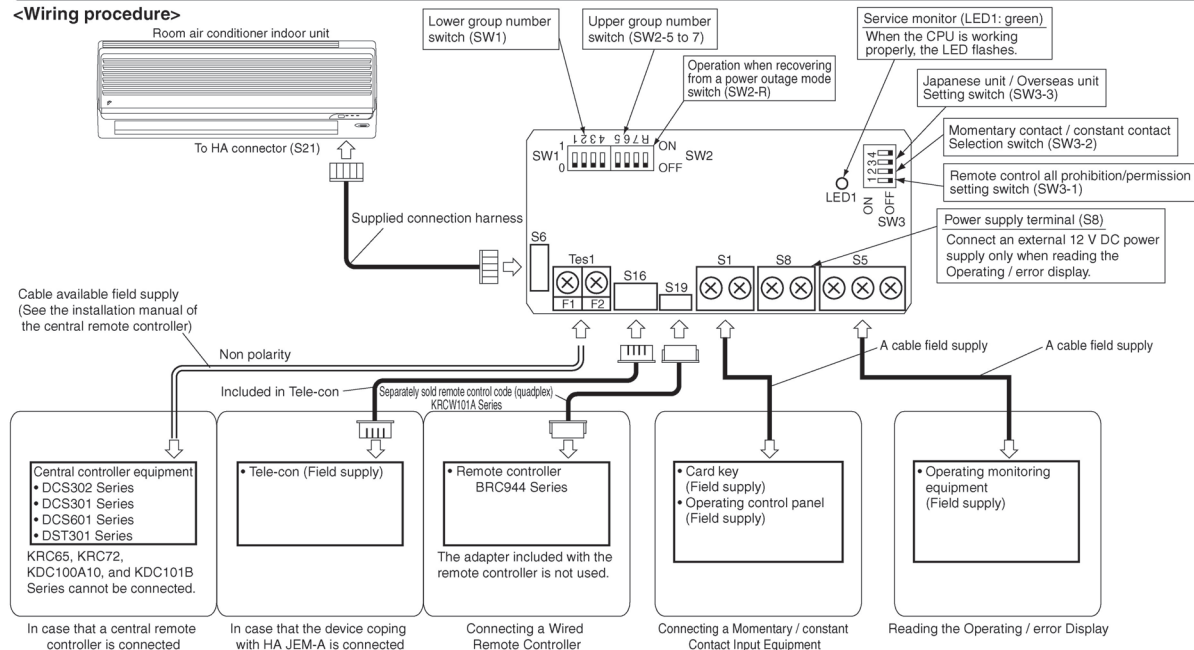 <Wiring procedure>
Room air conditioner indoor unit
To HA connector (S21)
Supplied connection harness
Lower group number
switch (SW1)
Upper group number
switch (SW2-5 to 7)
Operation when recovering
from a power outage mode
switch (SW2-R)
Service monitor (LED1: green)
When the CPU is working
properly, the LED flashes.
Japanese unit / Overseas unit
Setting switch (SW3-3)
Momentary contact / constant contact
Selection switch (SW3-2)
Remote control all prohibition/permission
setting switch (SW3-1)
Power supply terminal (S8)
Connect an external 12 V DC power
supply only when reading the
Operating / error display.
1 2 3 4 5 6 7 R
SW1 1 0
ON
OFF
SW2
LED1
1 2 3 4
ON
OFF
SW3
S6
Tes1
F1 F2
S16
S19
S1
S8
S5
Cable available field supply
(See the installation manual of
the central remote controller)
Non polarity
Included in Tele-con
Separately sold remote control code (quadplex)
KRCW101A Series
A cable field supply
A cable field supply
Central controller equipment
• DCS302 Series
• DCS301 Series
• DCS601 Series
• DST301 Series
KRC65, KRC72,
KDC100A10, and KDC101B
Series cannot be connected.
In case that a central remote
controller is connected
• Tele-con (Field supply)
In case that the device coping
with HA JEM-A is connected
• Remote controller
BRC944 Series
The adapter included with the
remote controller is not used.
Connecting a Wired
Remote Controller
• Card key
(Field supply)
• Operating control panel
(Field supply)
Connecting a Momentary / constant
Contact Input Equipment
• Operating monitoring
equipment
(Field supply)
Reading the Operating / error Display